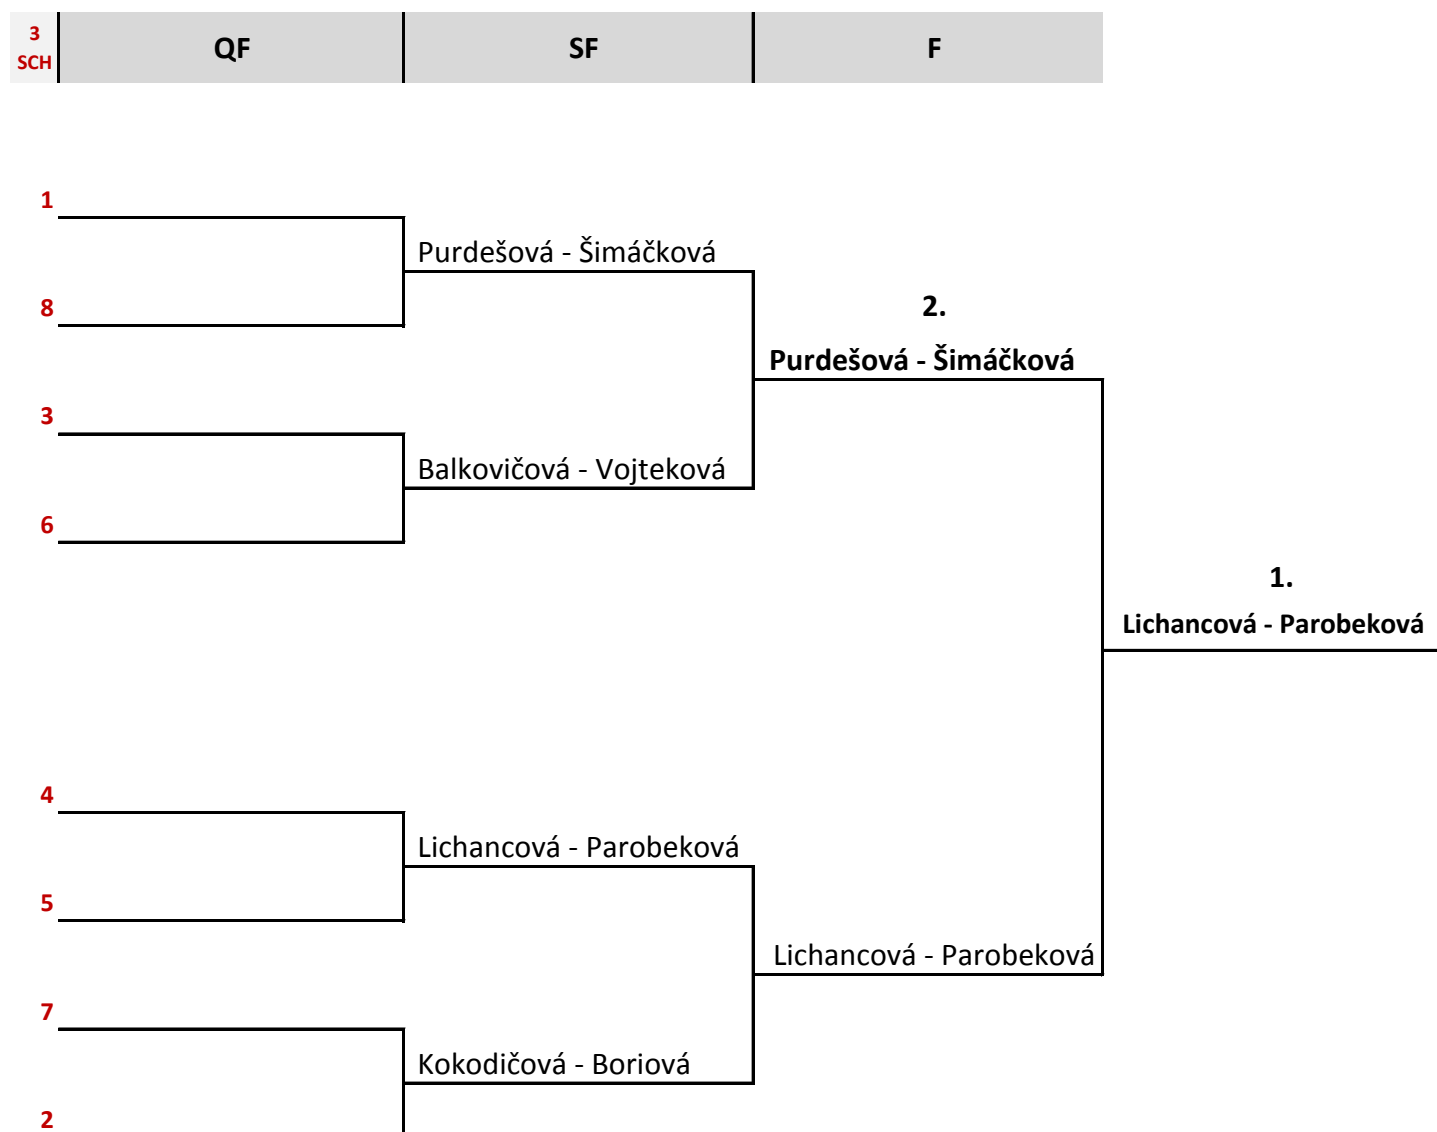 3
SCH
QF
SF
F
1
Purdešová - Šimáčková
8
2.
Purdešová - Šimáčková
3
Balkovičová - Vojteková
6
1.
Lichancová - Parobeková
4
Lichancová - Parobeková
5
Lichancová - Parobeková
7
Kokodičová - Boriová
2